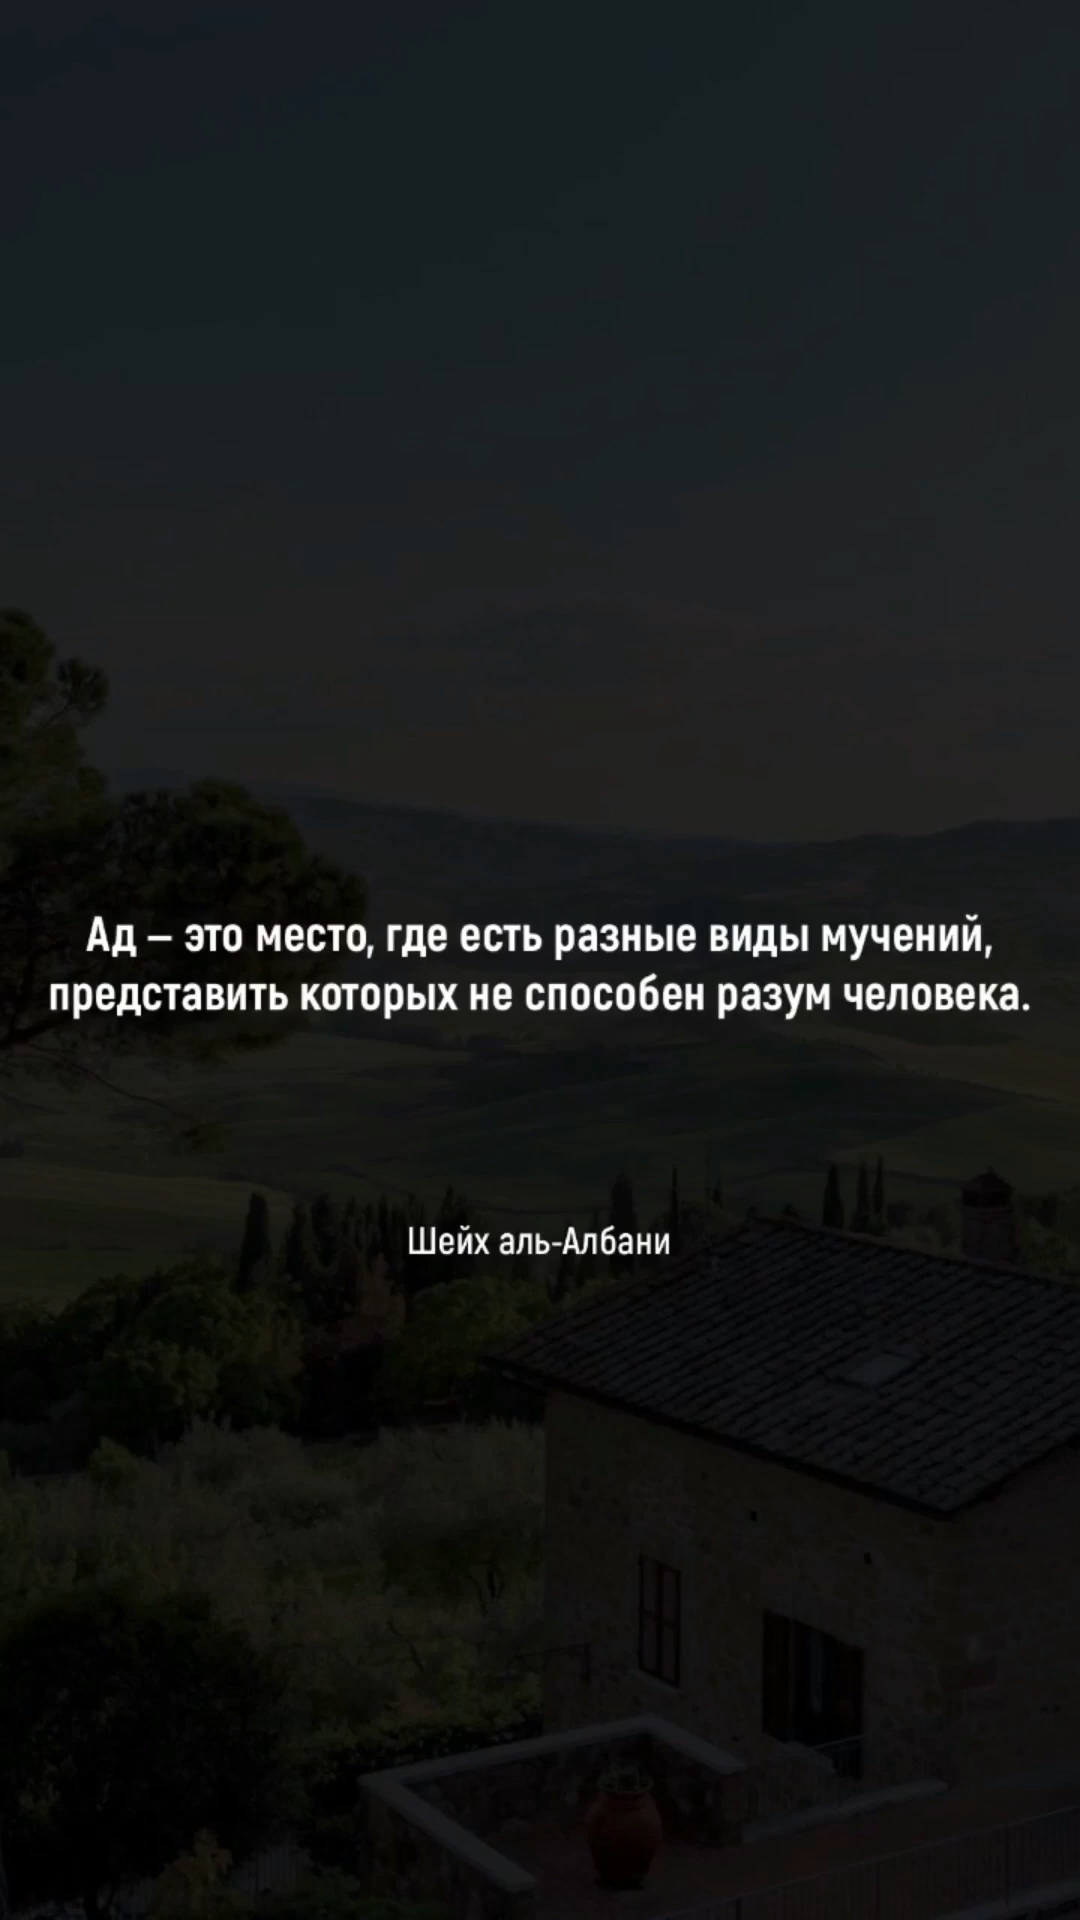 Ад – это место, где есть разные виды мучений,
представить которых не способен разум человека.
Шейх аль-Албани